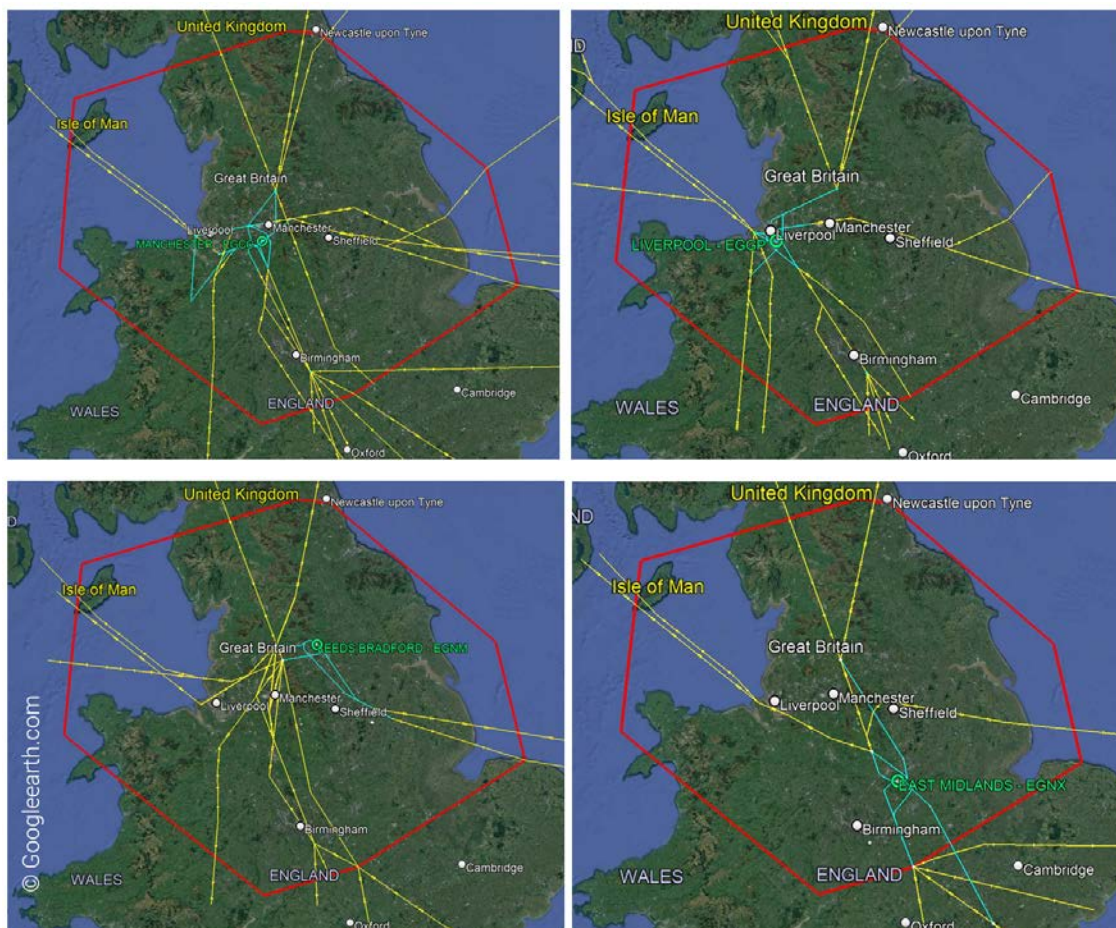 United Kingdom
Newcastle upon Tyne
Isle of Man
Great Britain
Liverpool
Manchester
MANCHESTER - EGCC
Sheffield
Birmingham
WALES
ENGLAND
Cambridge
Oxford
United Kingdom
Newcastle upon Tyne
D
Isle of Man
Great Britain
Liverpool
Manchester
LIVERPOOL - EGGP
Sheffield
Birmingham
WALES
ENGLAND
Cambridge
Oxford
United Kingdom
Newcastle upon Tyne
D
Isle of Man
Great Britain
LEEDS BRADFORD - EGNM
Manchester
Liverpool
Sheffield
Birmingham
Cambridge
WALES
ENGLAND
Oxford
© Googleearth.com
United Kingdom
Newcastle upon Tyne
ND
Isle of Man
Great Britain
Manchester
Liverpool
Sheffield
EAST MIDLANDS - EGNX
Birmingham
Cambridge
WALES
ENGLAND
Oxford